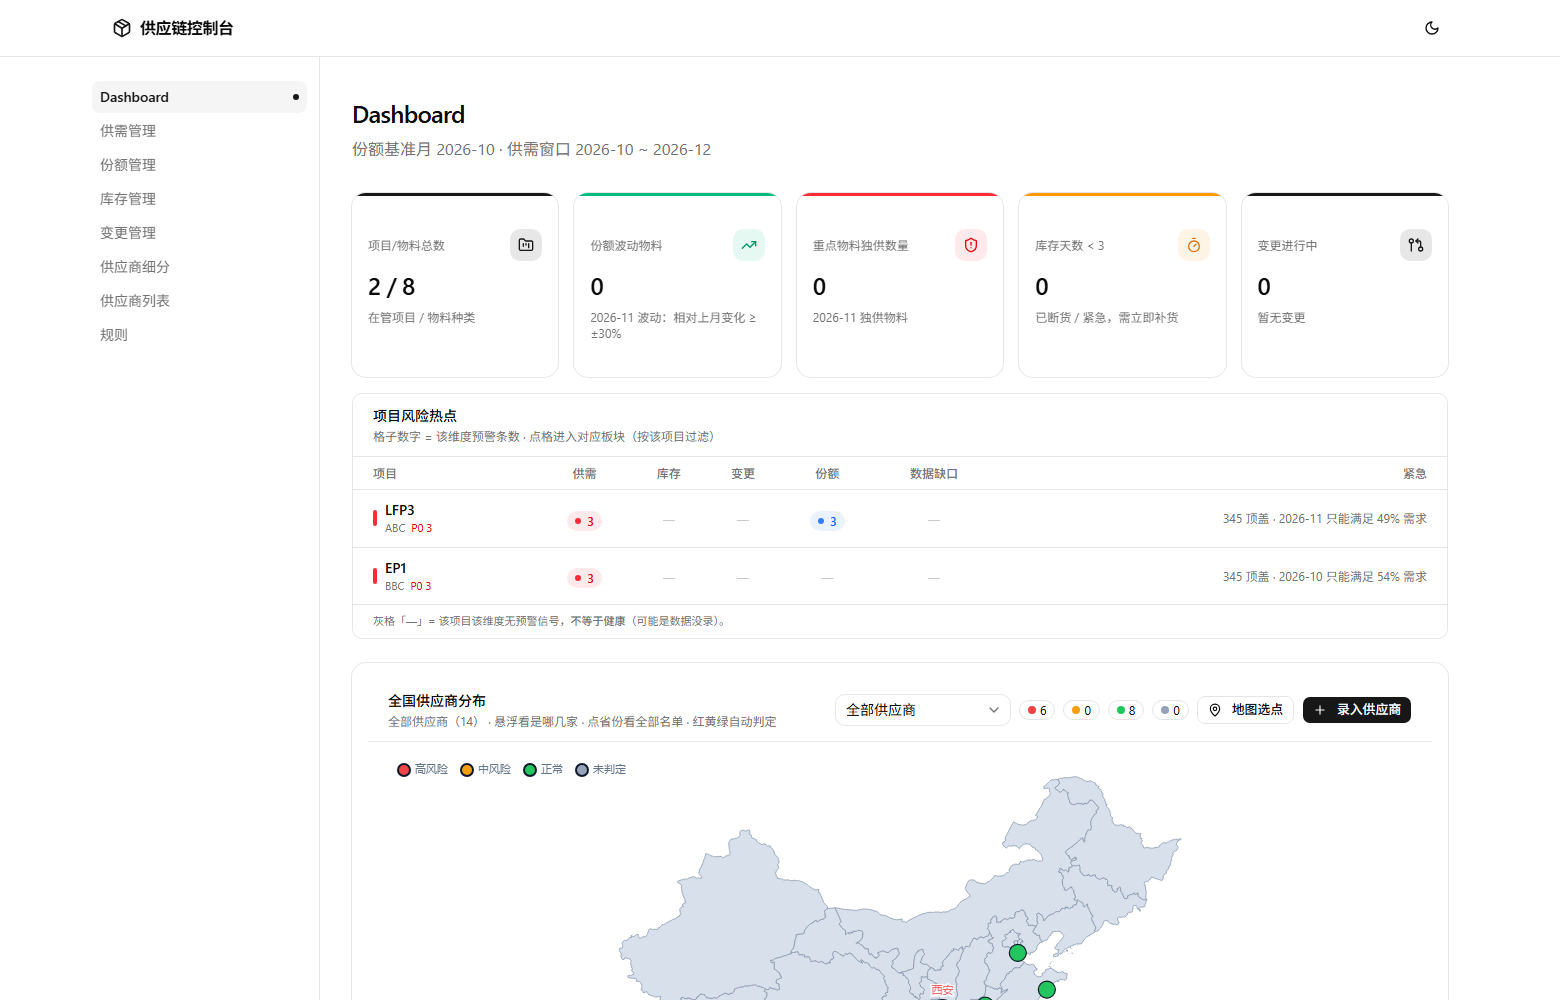 供应链控制台
Dashboard
供需管理
份额管理
库存管理
变更管理
供应商细分
供应商列表
规则
Dashboard
份额基准月 2026-10 · 供需窗口 2026-10 ~ 2026-12
项目/物料总数
2 / 8
在管项目 / 物料种类
份额波动物料
0
2026-11 波动：相对上月变化 ≥
±30%
重点物料独供数量
0
2026-11 独供物料
库存天数 < 3
0
已断货 / 紧急，需立即补货
变更进行中
0
暂无变更
项目风险热点
格子数字 = 该维度预警条数 · 点格进入对应板块（按该项目过滤）
项目 供需 库存 变更 份额 数据缺口 紧急
LFP3
ABC P0 3
3 — — 3 — 345 顶盖 · 2026-11 只能满足 49% 需求
EP1
BBC P0 3
3 — — — — 345 顶盖 · 2026-10 只能满足 54% 需求
灰格「—」= 该项目该维度无预警信号，不等于健康（可能是数据没录）。
全国供应商分布
全部供应商（14） · 悬浮看是哪几家 · 点省份看全部名单 · 红黄绿自动判定
全部供应商 6 0 8 0 地图选点 录入供应商
高风险 中风险 正常 未判定
西安